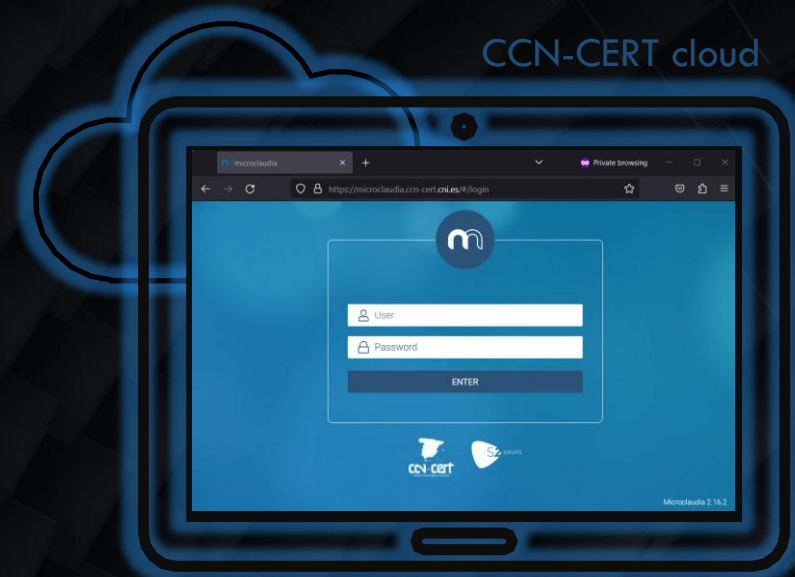 CCN-CERT cloud
microclaudia
Private browsing
https://microclaudia.ccn-cert.cni.es/#/login
m
User
Password
ENTER
ccn-cert
S2 GRUPO
Microclaudia 2.16.2